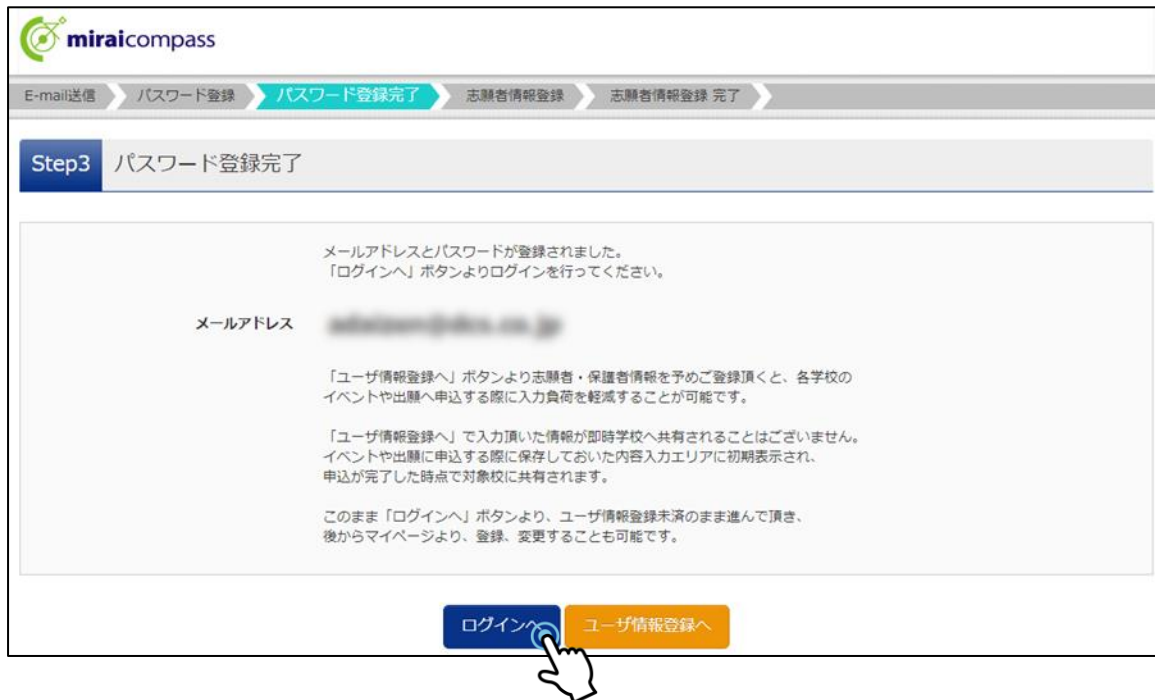 miraicompass
E-mail送信 パスワード登録 パスワード登録完了 志願者情報登録 志願者情報登録 完了
Step3 パスワード登録完了
メールアドレスとパスワードが登録されました。
「ログインへ」ボタンよりログインを行ってください。
メールアドレス
「ユーザ情報登録へ」ボタンより志願者・保護者情報を予めご登録頂くと、各学校の
イベントや出願へ申込する際に入力負荷を軽減することが可能です。
「ユーザ情報登録へ」で入力頂いた情報が即時学校へ共有されることはございません。
イベントや出願に申込する際に保存しておいた内容入力エリアに初期表示され、
申込が完了した時点で対象校に共有されます。
このまま「ログインへ」ボタンより、ユーザ情報登録未済のまま進んで頂き、
後からマイページより、登録、変更することも可能です。
ログインへ ユーザ情報登録へ